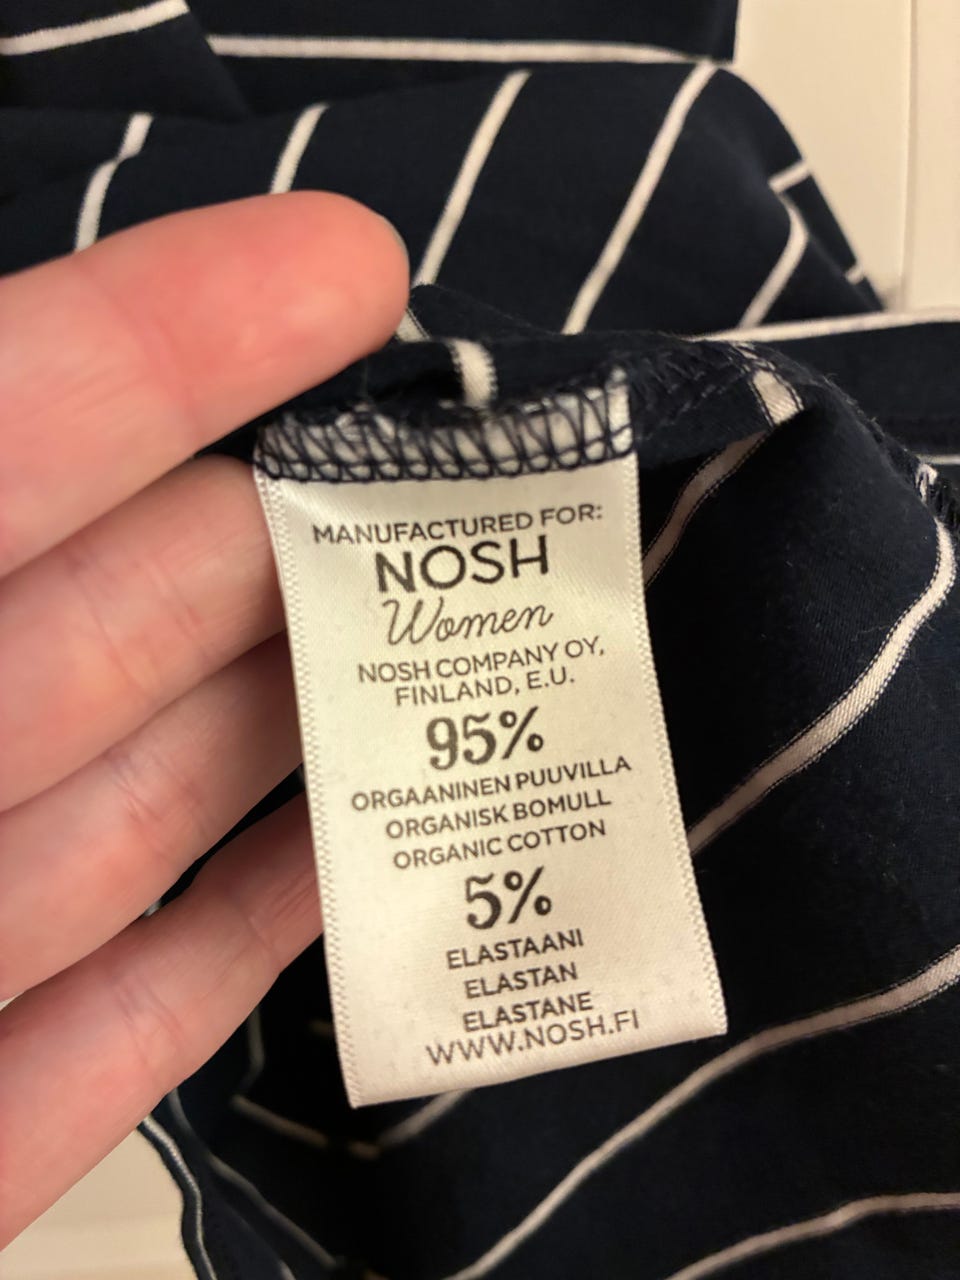 MANUFACTURED FOR:
NOSH
Women
NOSH COMPANY OY,
FINLAND, E.U.
95%
ORGAANINEN PUUVILLA
ORGANISK BOMULL
ORGANIC COTTON
5%
ELASTAANI
ELASTAN
ELASTANE
WWW.NOSH.FI